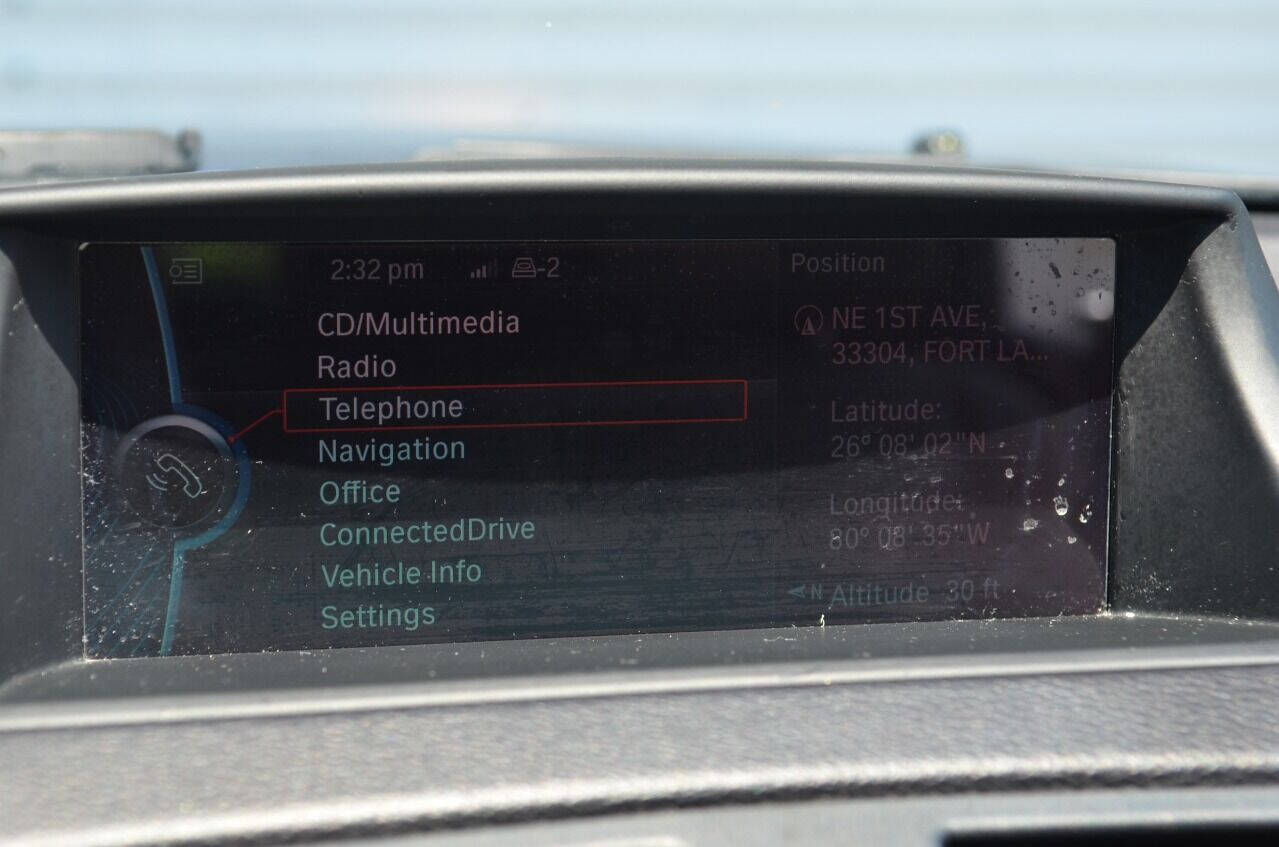 2:32 pm
-2
CD/Multimedia
Radio
Telephone
Navigation
Office
ConnectedDrive
Vehicle Info
Settings
Position
NE 1ST AVE,
33304, FORT LA...
Latitude:
26° 08' 02"N
Longitude:
80° 08' 35"W
N Altitude 30 ft